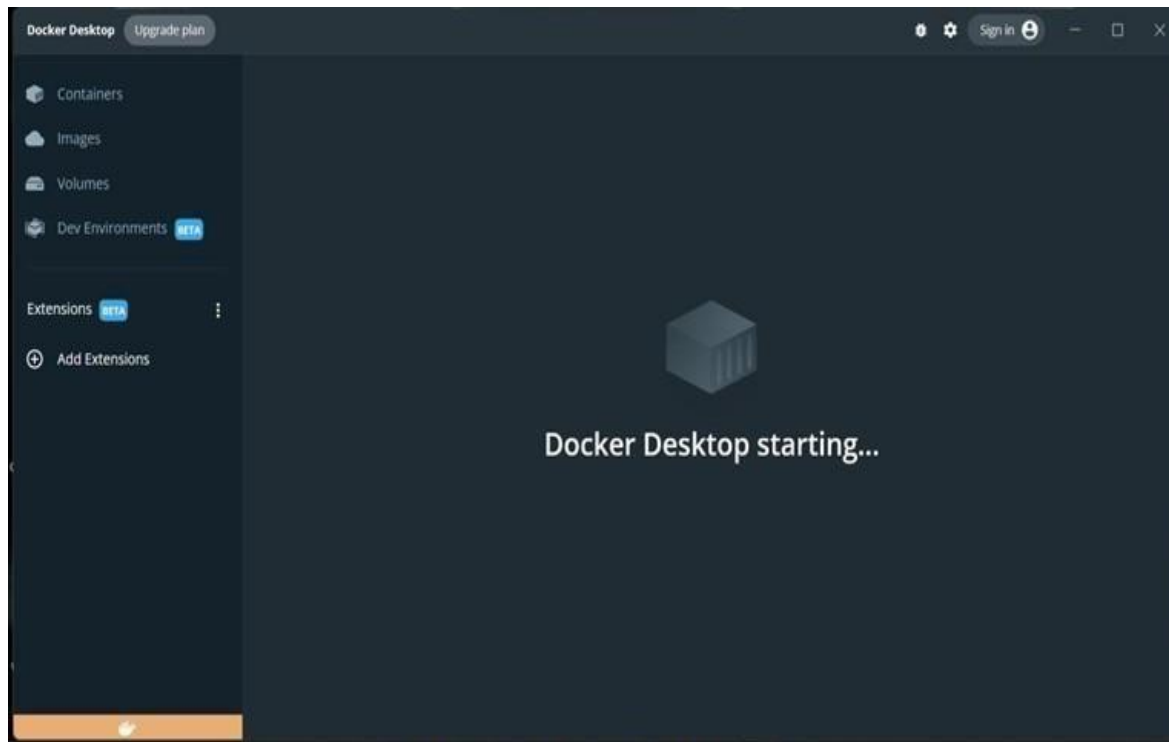 Docker Desktop Upgrade plan Sign in
Containers
Images
Volumes
Dev Environments BETA
Extensions BETA
Add Extensions
Docker Desktop starting...